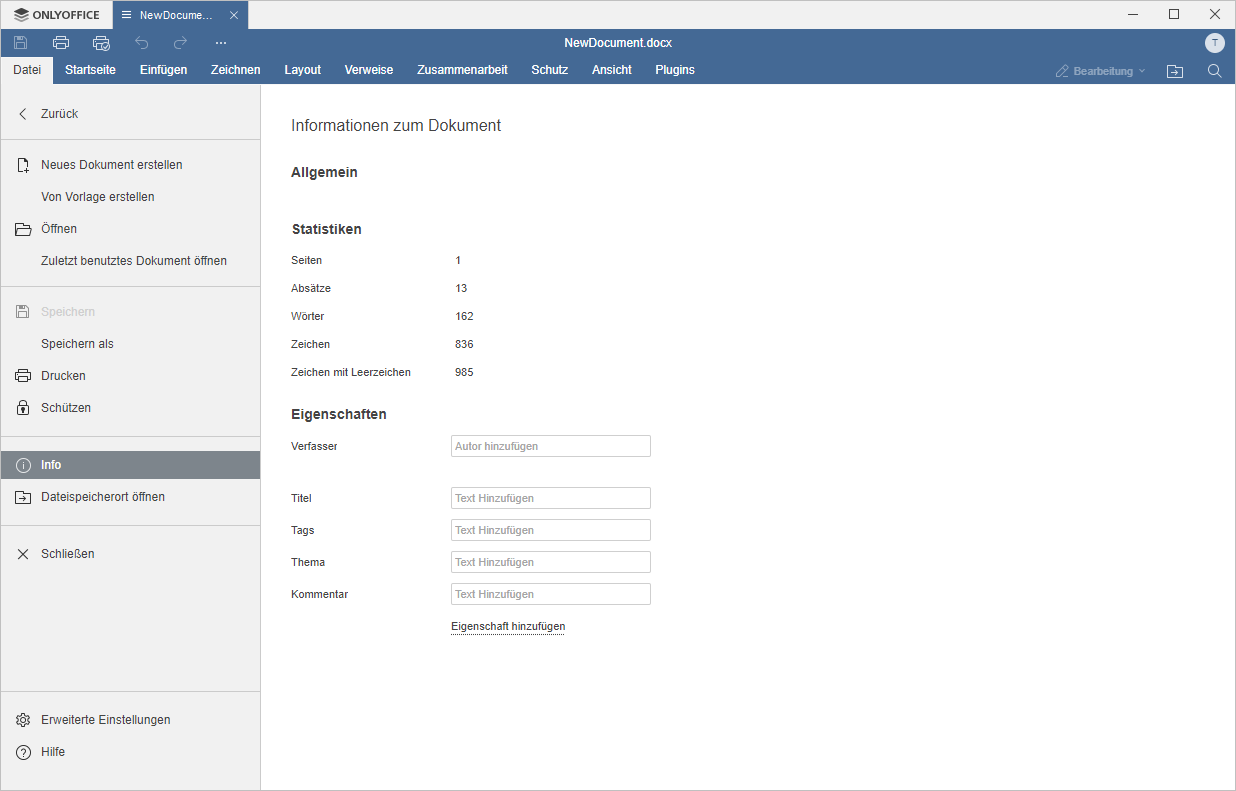 ONLYOFFICE NewDocume...
NewDocument.docx T
Datei Startseite Einfügen Zeichnen Layout Verweise Zusammenarbeit Schutz Ansicht Plugins Bearbeitung
Zurück
Neues Dokument erstellen
Von Vorlage erstellen
Öffnen
Zuletzt benutztes Dokument öffnen
Speichern
Speichern als
Drucken
Schützen
Info
Dateispeicherort öffnen
Schließen
Erweiterte Einstellungen
Hilfe
Informationen zum Dokument
Allgemein
Statistiken
Seiten 1
Absätze 13
Wörter 162
Zeichen 836
Zeichen mit Leerzeichen 985
Eigenschaften
Verfasser Autor hinzufügen
Titel Text Hinzufügen
Tags Text Hinzufügen
Thema Text Hinzufügen
Kommentar Text Hinzufügen
Eigenschaft hinzufügen